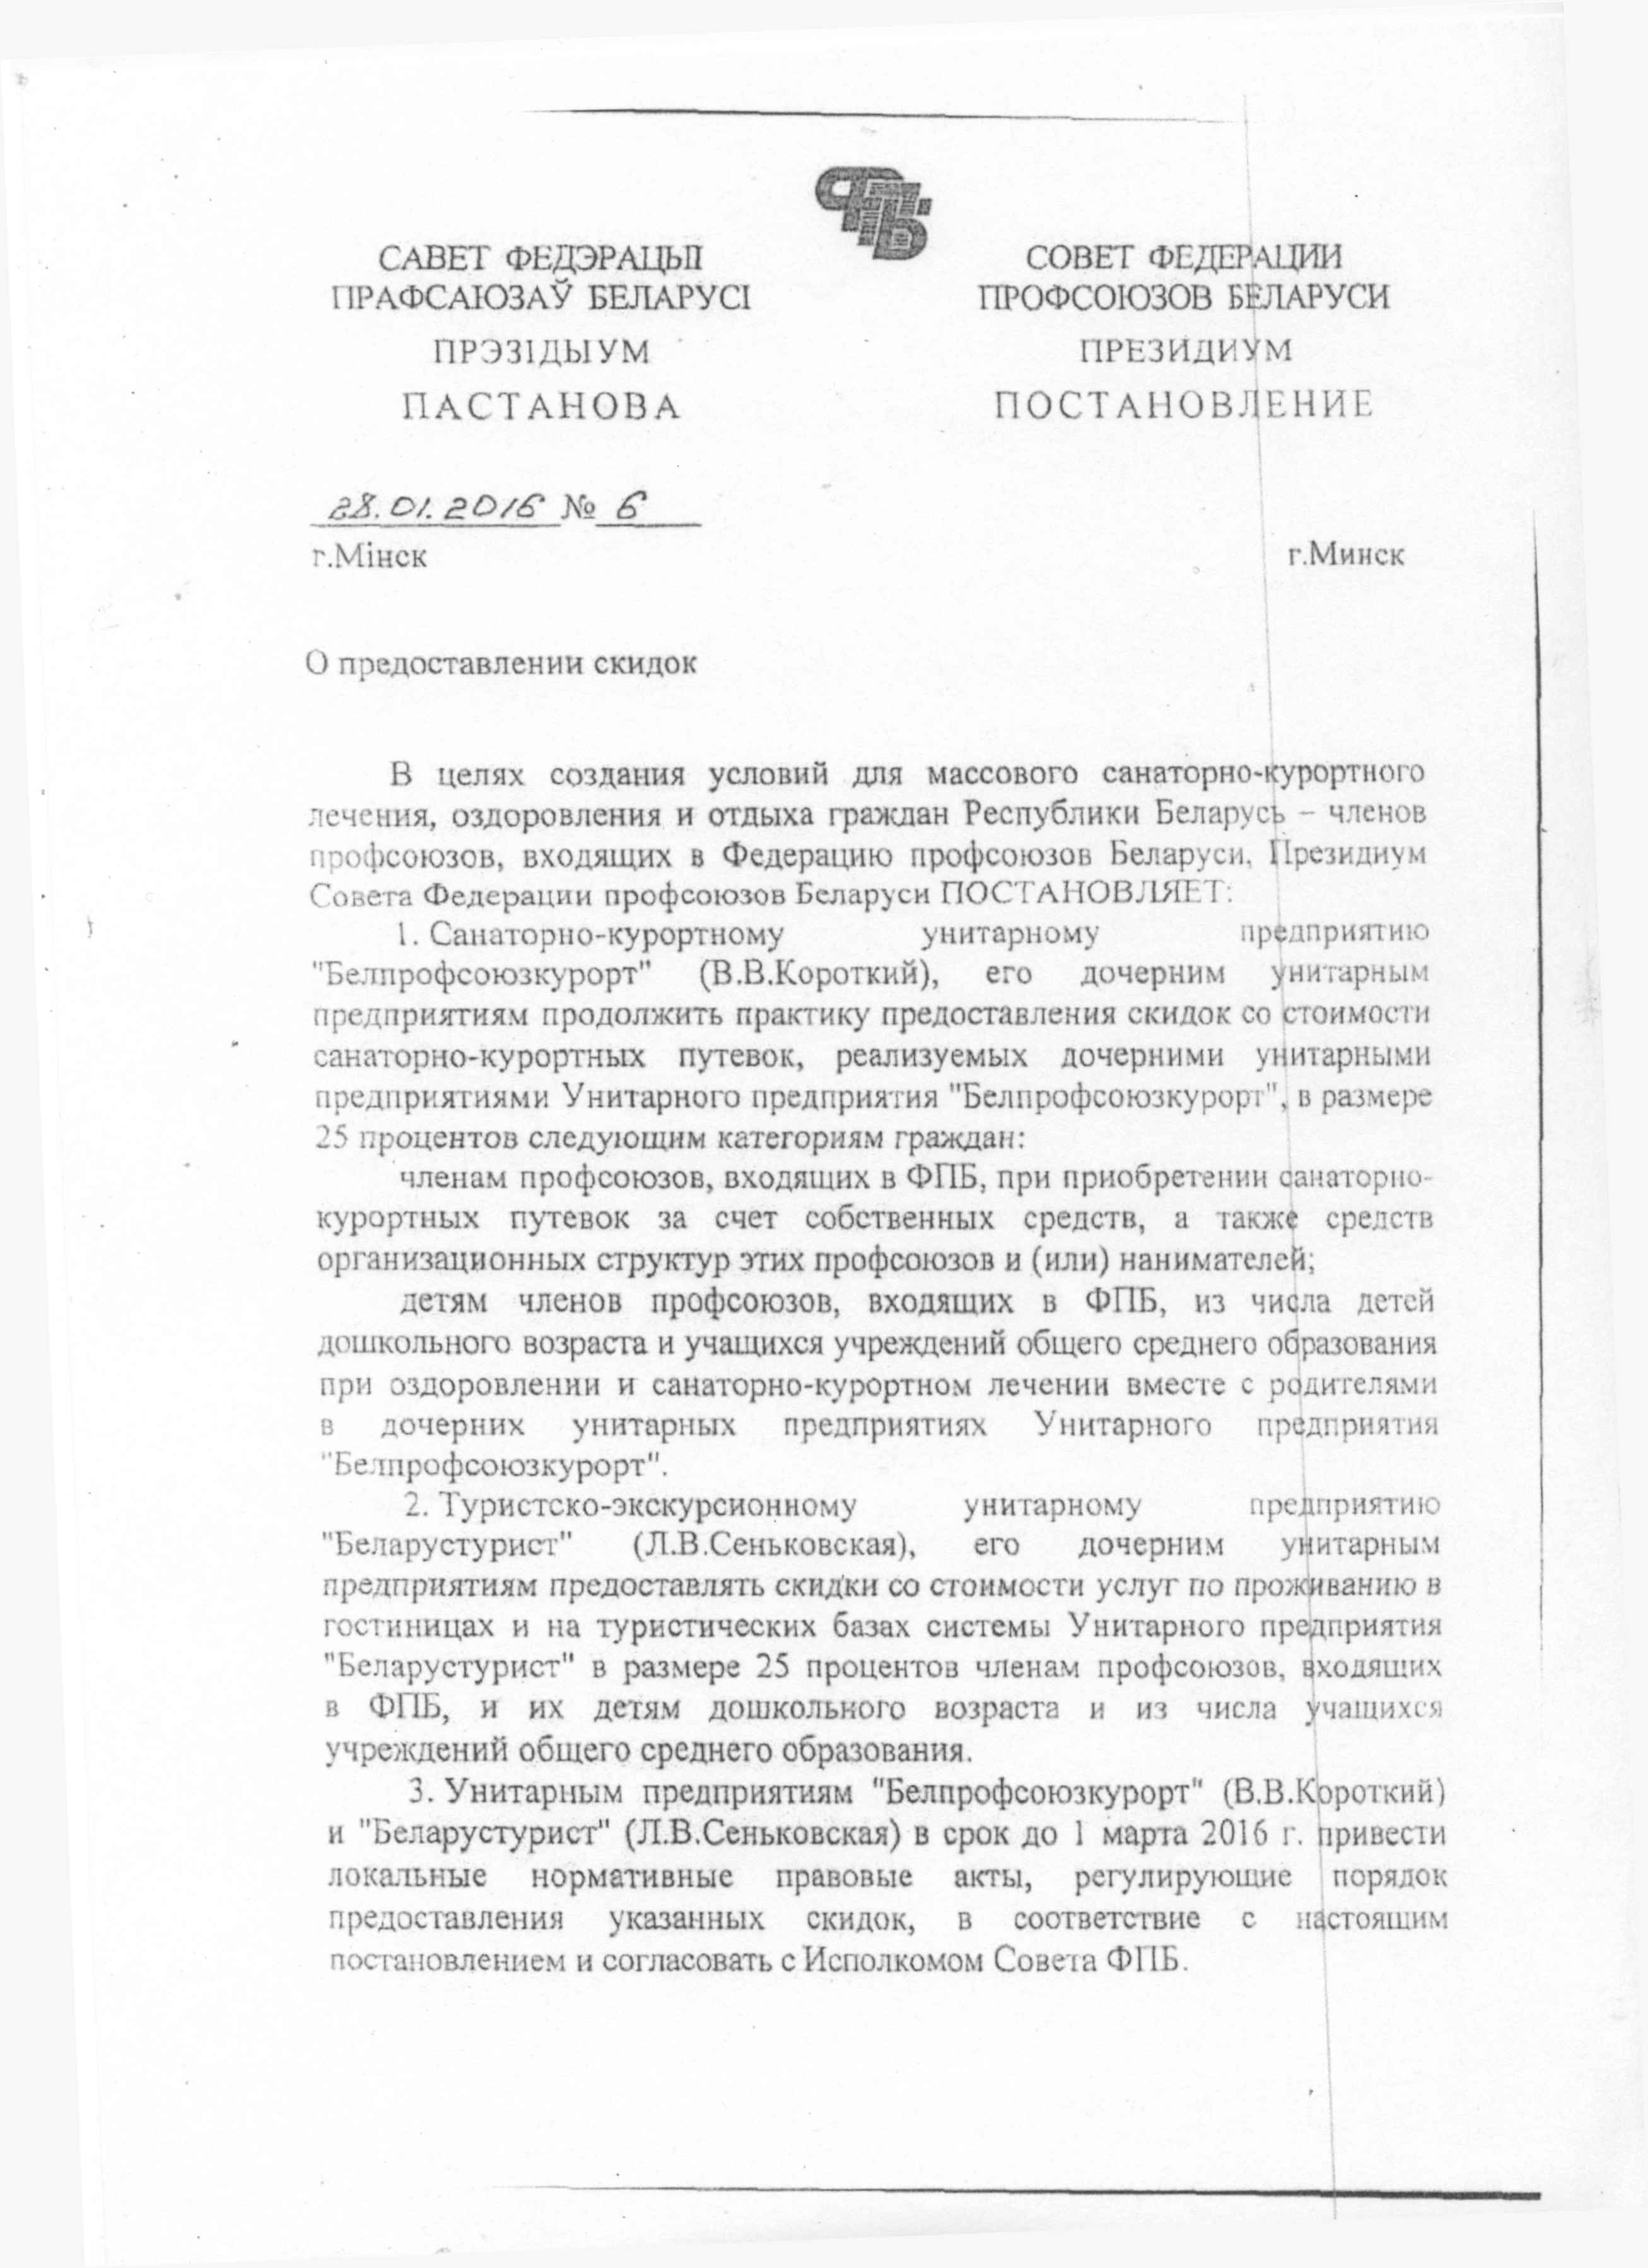 ФПБ
САВЕТ ФЕДЭРАЦЫІ
ПРАФСАЮЗАЎ БЕЛАРУСІ
ПРЭЗІДЫУМ
ПАСТАНОВА
СОВЕТ ФЕДЕРАЦИИ
ПРОФСОЮЗОВ БЕЛАРУСИ
ПРЕЗИДИУМ
ПОСТАНОВЛЕНИЕ
28.01.2016 № 6
г.Мінск
г.Минск
О предоставлении скидок
В целях создания условий для массового санаторно-курортного
лечения, оздоровления и отдыха граждан Республики Беларусь – членов
профсоюзов, входящих в Федерацию профсоюзов Беларуси, Президиум
Совета Федерации профсоюзов Беларуси ПОСТАНОВЛЯЕТ:
1. Санаторно-курортному унитарному предприятию
"Белпрофсоюзкурорт" (В.В.Короткий), его дочерним унитарным
предприятиям продолжить практику предоставления скидок со стоимости
санаторно-курортных путевок, реализуемых дочерними унитарными
предприятиями Унитарного предприятия "Белпрофсоюзкурорт", в размере
25 процентов следующим категориям граждан:
членам профсоюзов, входящих в ФПБ, при приобретении санаторно-
курортных путевок за счет собственных средств, а также средств
организационных структур этих профсоюзов и (или) нанимателей;
детям членов профсоюзов, входящих в ФПБ, из числа детей
дошкольного возраста и учащихся учреждений общего среднего образования
при оздоровлении и санаторно-курортном лечении вместе с родителями
в дочерних унитарных предприятиях Унитарного предприятия
"Белпрофсоюзкурорт".
2. Туристско-экскурсионному унитарному предприятию
"Беларустурист" (Л.В.Сеньковская), его дочерним унитарным
предприятиям предоставлять скидки со стоимости услуг по проживанию в
гостиницах и на туристических базах системы Унитарного предприятия
"Беларустурист" в размере 25 процентов членам профсоюзов, входящих
в ФПБ, и их детям дошкольного возраста и из числа учащихся
учреждений общего среднего образования.
3. Унитарным предприятиям "Белпрофсоюзкурорт" (В.В.Короткий)
и "Беларустурист" (Л.В.Сеньковская) в срок до 1 марта 2016 г. привести
локальные нормативные правовые акты, регулирующие порядок
предоставления указанных скидок, в соответствие с настоящим
постановлением и согласовать с Исполкомом Совета ФПБ.